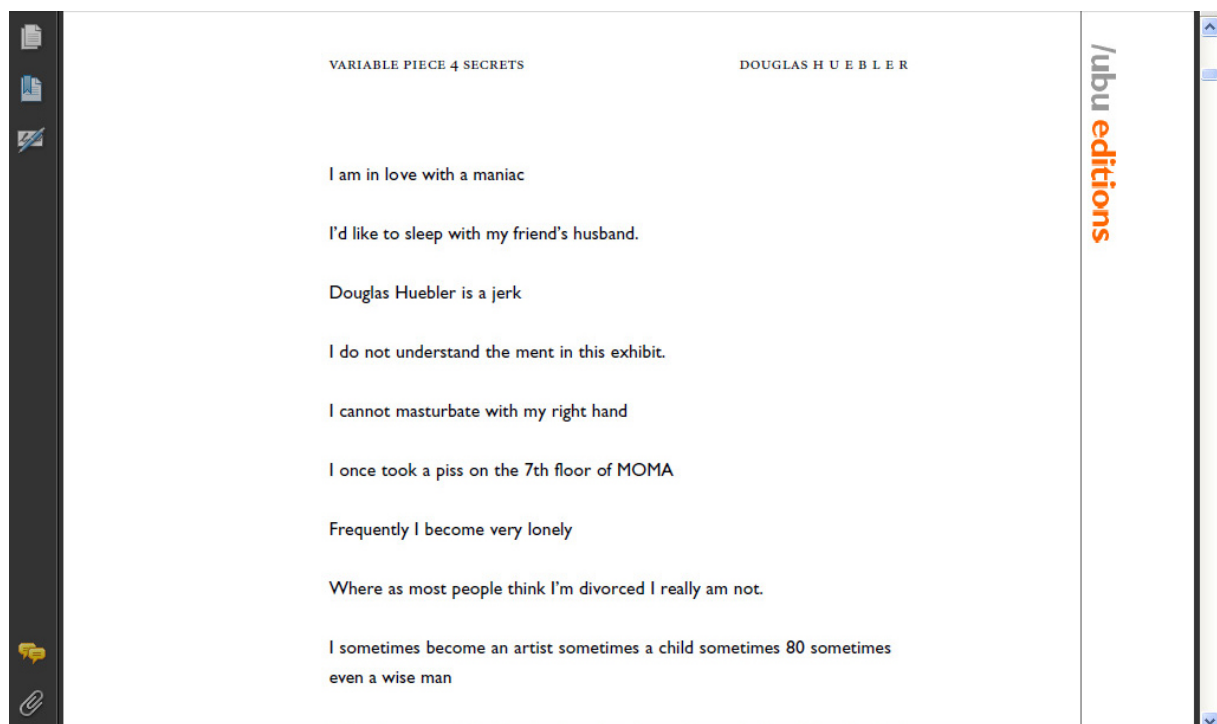 VARIABLE PIECE 4 SECRETS DOUGLAS H U E B L E R
/ubu editions
I am in love with a maniac
I'd like to sleep with my friend's husband.
Douglas Huebler is a jerk
I do not understand the ment in this exhibit.
I cannot masturbate with my right hand
I once took a piss on the 7th floor of MOMA
Frequently I become very lonely
Where as most people think I'm divorced I really am not.
I sometimes become an artist sometimes a child sometimes 80 sometimes
even a wise man